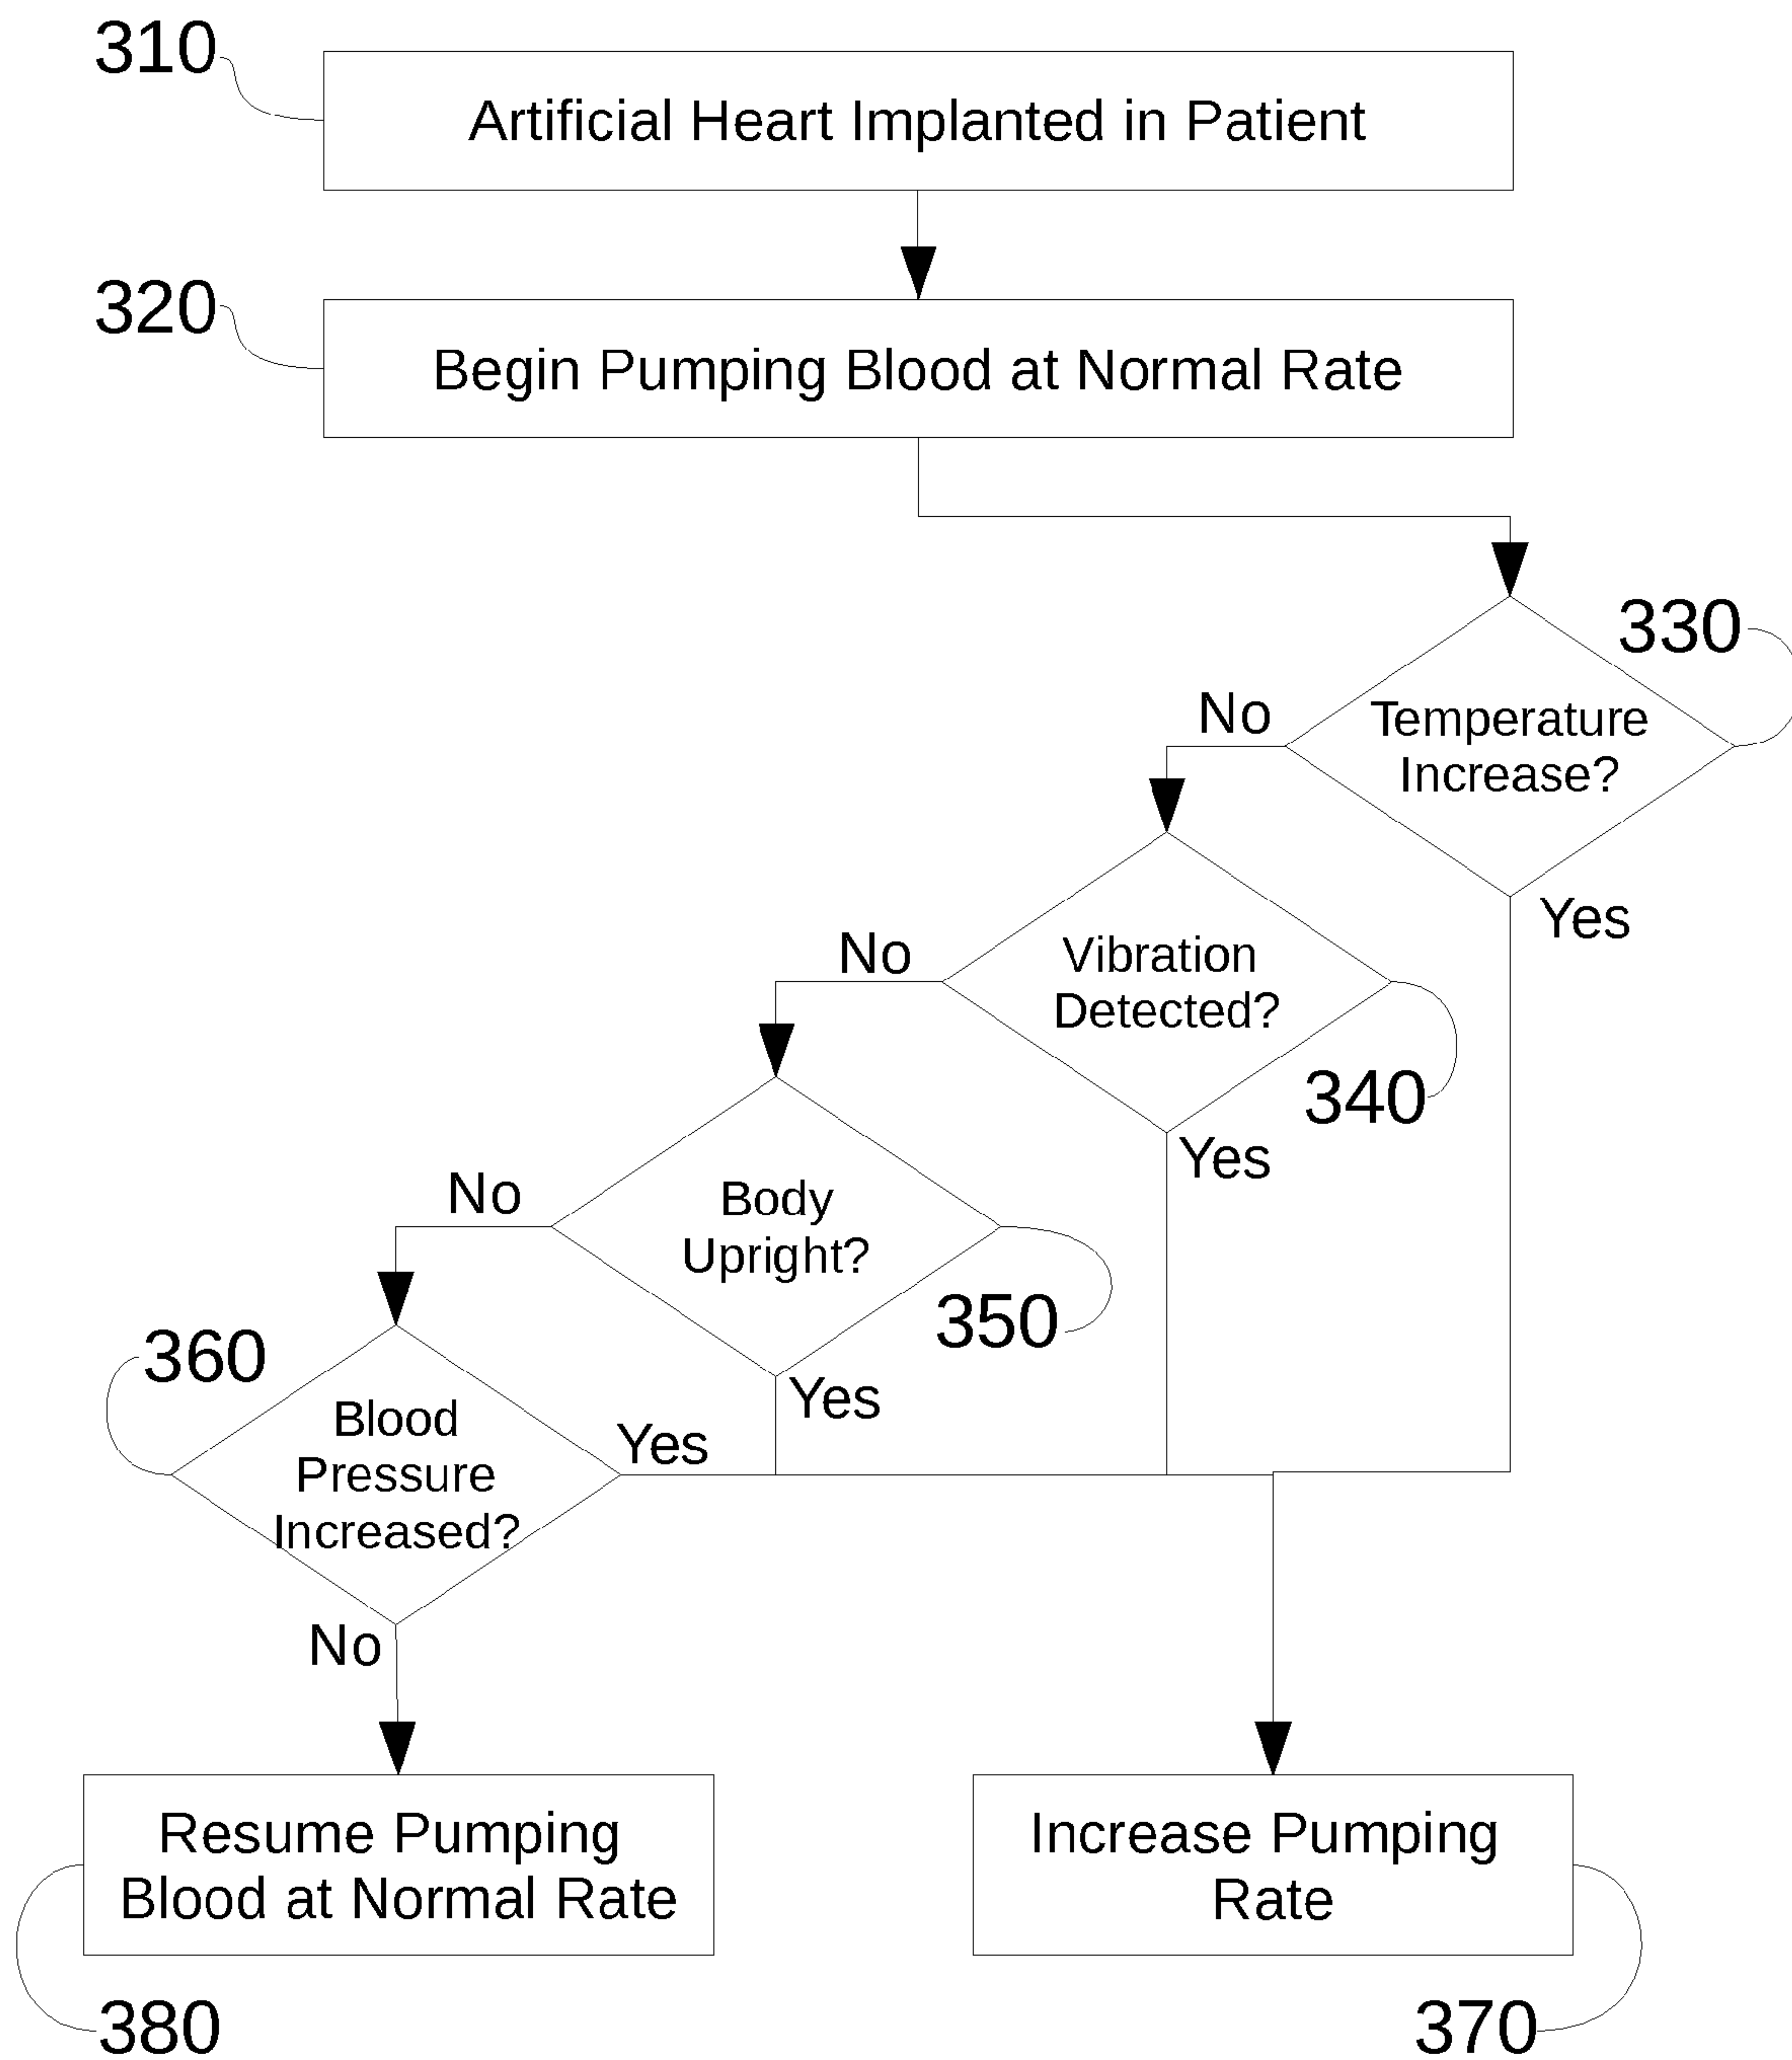 310
Artificial Heart Implanted in Patient
320
Begin Pumping Blood at Normal Rate
330
No
Temperature
Increase?
Yes
No
Vibration
Detected?
340
Yes
No
Body
Upright?
350
Yes
360
Blood
Pressure
Increased?
Yes
No
Resume Pumping
Blood at Normal Rate
Increase Pumping
Rate
380
370